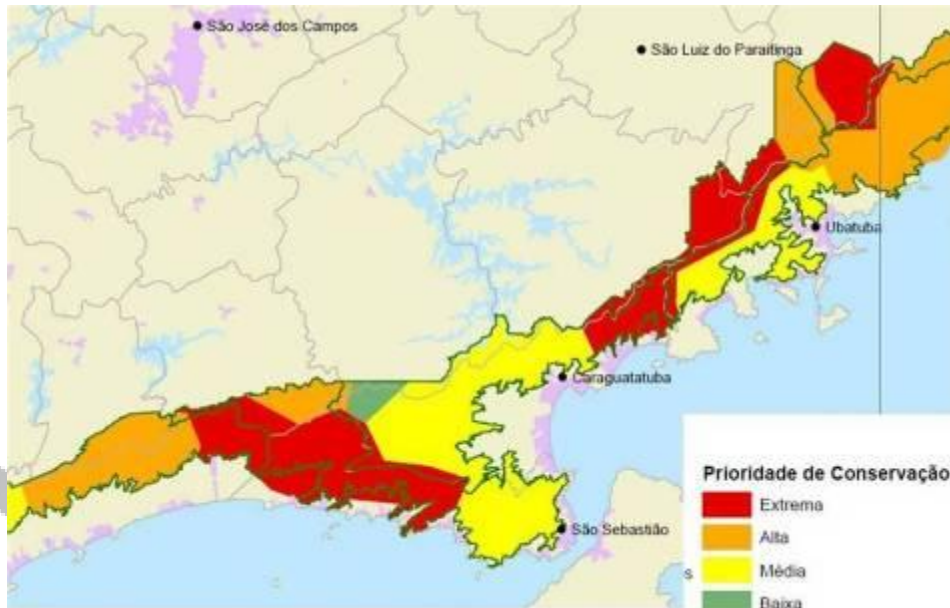 São José dos Campos
São Luiz do Paraitinga
Ubatuba
Caraguatatuba
São Sebastião
s
Prioridade de Conservação
Extrema
Alta
Média
Baixa